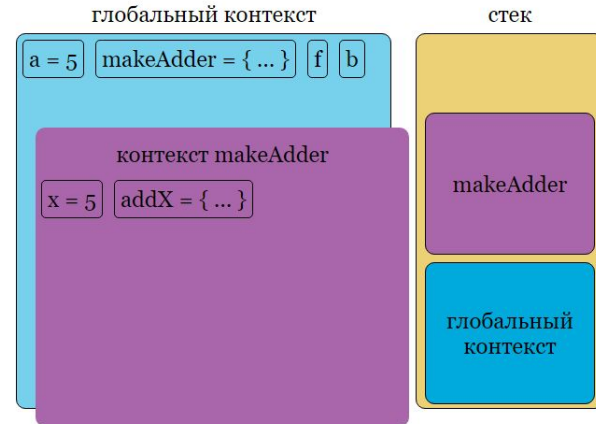 глобальный контекст
стек
a = 5 makeAdder = { ... } f b
контекст makeAdder
x = 5 addX = { ... }
makeAdder
глобальный
контекст